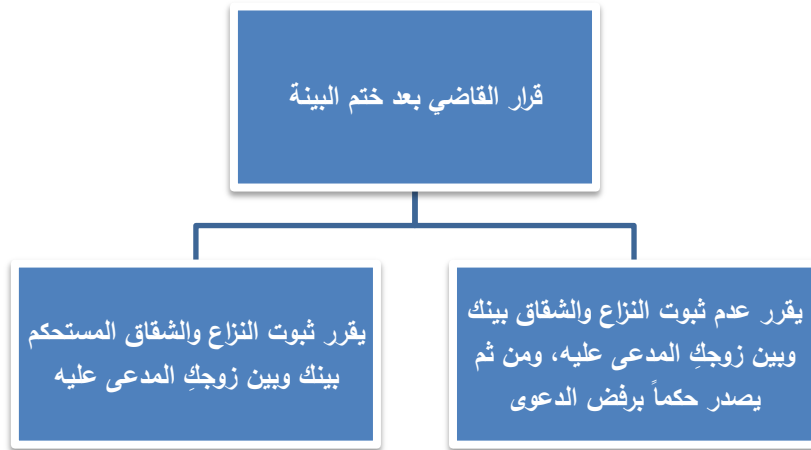 قرار القاضي بعد ختم البينة
يقرر عدم ثبوت النزاع والشقاق بينك
وبين زوجكِ المدعى عليه، ومن ثم
يصدر حكماً برفض الدعوى
يقرر ثبوت النزاع والشقاق المستحكم
بينك وبين زوجكِ المدعى عليه